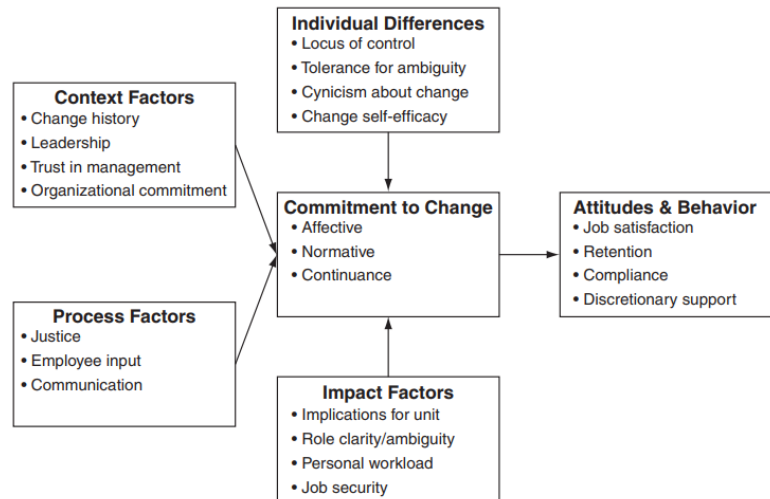 Individual Differences
• Locus of control
• Tolerance for ambiguity
• Cynicism about change
• Change self-efficacy
Context Factors
• Change history
• Leadership
• Trust in management
• Organizational commitment
Commitment to Change
• Affective
• Normative
• Continuance
Attitudes & Behavior
• Job satisfaction
• Retention
• Compliance
• Discretionary support
Process Factors
• Justice
• Employee input
• Communication
Impact Factors
• Implications for unit
• Role clarity/ambiguity
• Personal workload
• Job security